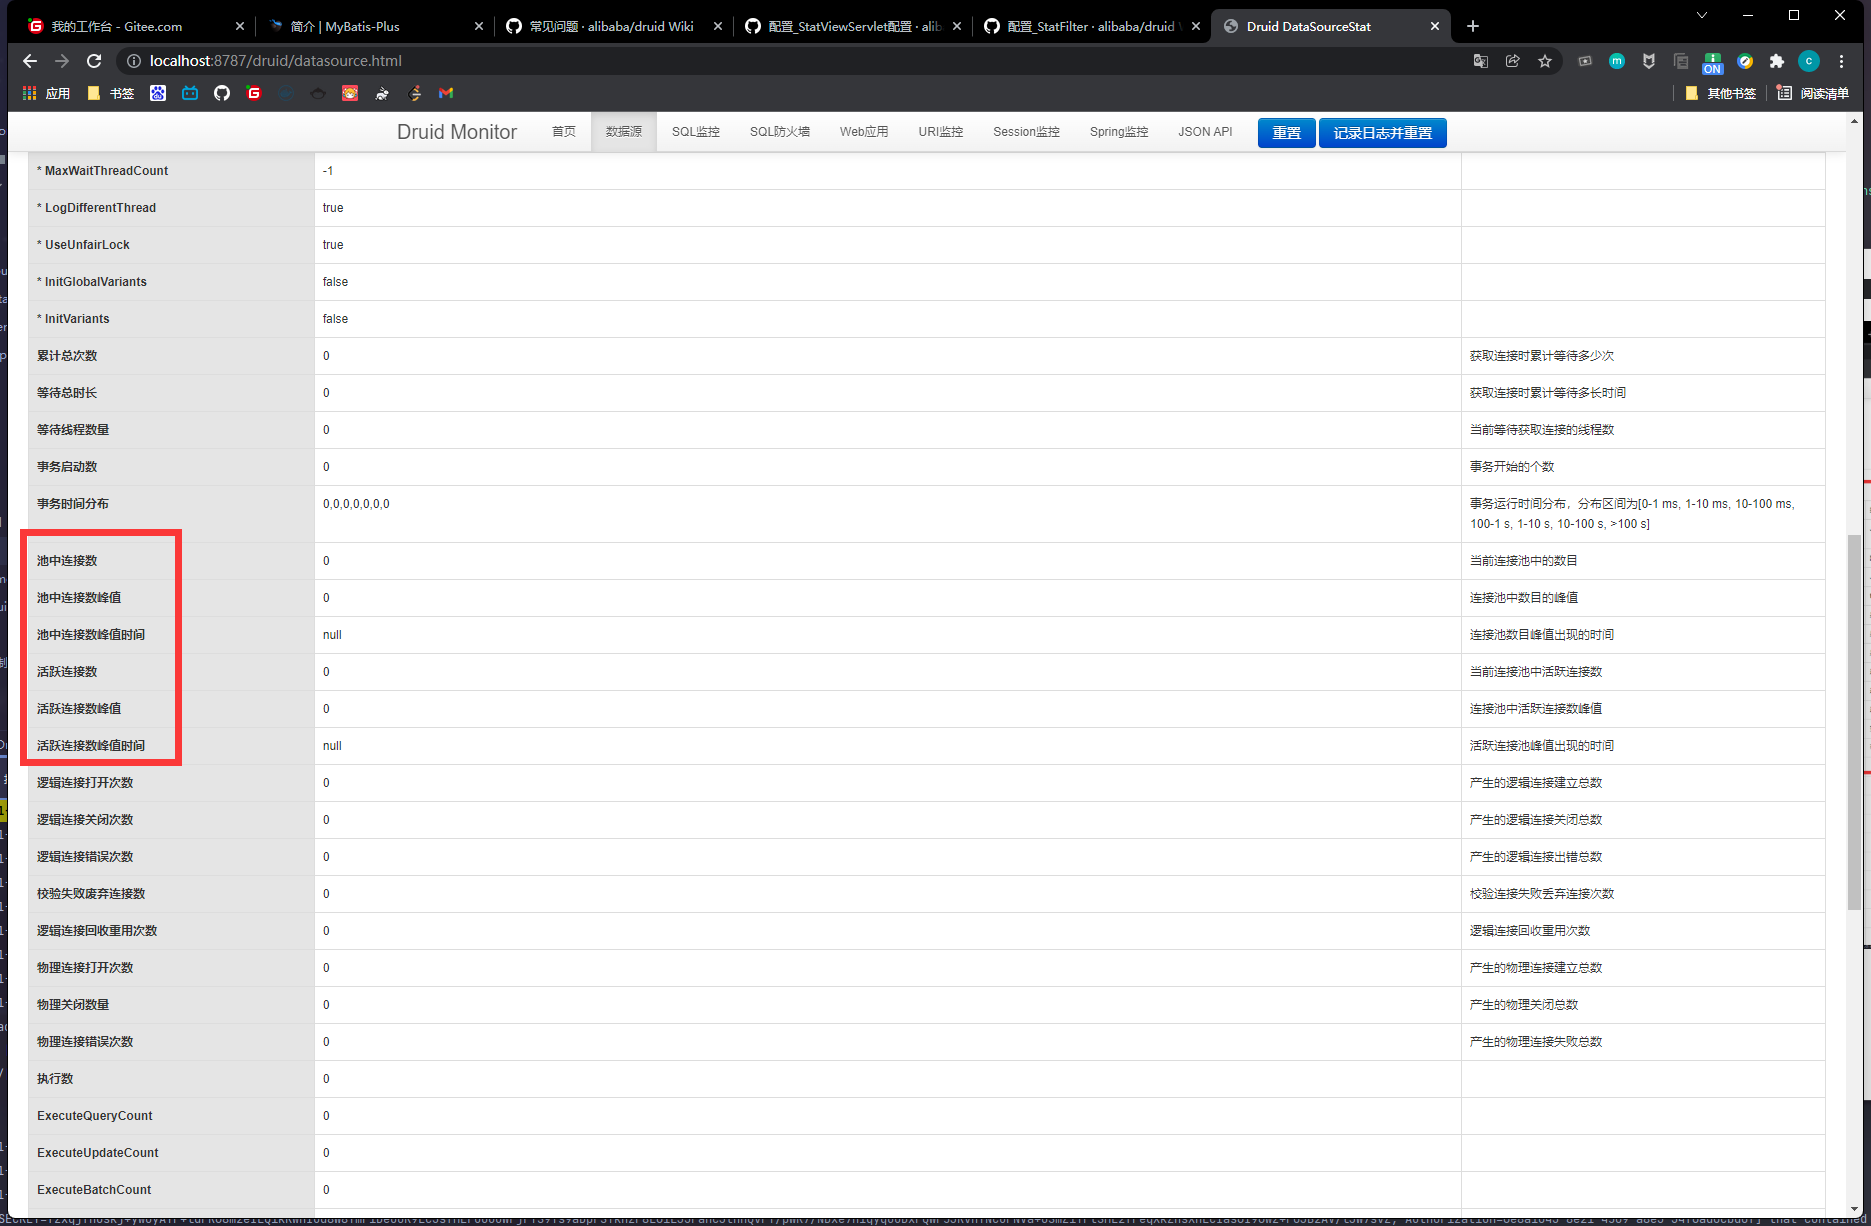 我的工作台 - Gitee.com
简介 | MyBatis-Plus
常见问题 · alibaba/druid Wiki
配置_StatViewServlet配置 · alib
配置_StatFilter · alibaba/druid
Druid DataSourceStat
localhost:8787/druid/datasource.html
ON
应用
书签
其他书签
阅读清单
Druid Monitor
首页
数据源
SQL监控
SQL防火墙
Web应用
URI监控
Session监控
Spring监控
JSON API
重置
记录日志并重置
* MaxWaitThreadCount -1
* LogDifferentThread true
* UseUnfairLock true
* InitGlobalVariants false
* InitVariants false
累计总次数 0 获取连接时累计等待多少次
等待总时长 0 获取连接时累计等待多长时间
等待线程数量 0 当前等待获取连接的线程数
事务启动数 0 事务开始的个数
事务时间分布 0,0,0,0,0,0,0 事务运行时间分布，分布区间为[0-1 ms, 1-10 ms, 10-100 ms,
100-1 s, 1-10 s, 10-100 s, >100 s]
池中连接数 0 当前连接池中的数目
池中连接数峰值 0 连接池中数目的峰值
池中连接数峰值时间 null 连接池数目峰值出现的时间
活跃连接数 0 当前连接池中活跃连接数
活跃连接数峰值 0 连接池中活跃连接数峰值
活跃连接数峰值时间 null 活跃连接池峰值出现的时间
逻辑连接打开次数 0 产生的逻辑连接建立总数
逻辑连接关闭次数 0 产生的逻辑连接关闭总数
逻辑连接错误次数 0 产生的逻辑连接出错总数
校验失败废弃连接数 0 校验连接失败丢弃连接次数
逻辑连接回收重用次数 0 逻辑连接回收重用次数
物理连接打开次数 0 产生的物理连接建立总数
物理关闭数量 0 产生的物理关闭总数
物理连接错误次数 0 产生的物理连接失败总数
执行数 0
ExecuteQueryCount 0
ExecuteUpdateCount 0
ExecuteBatchCount 0